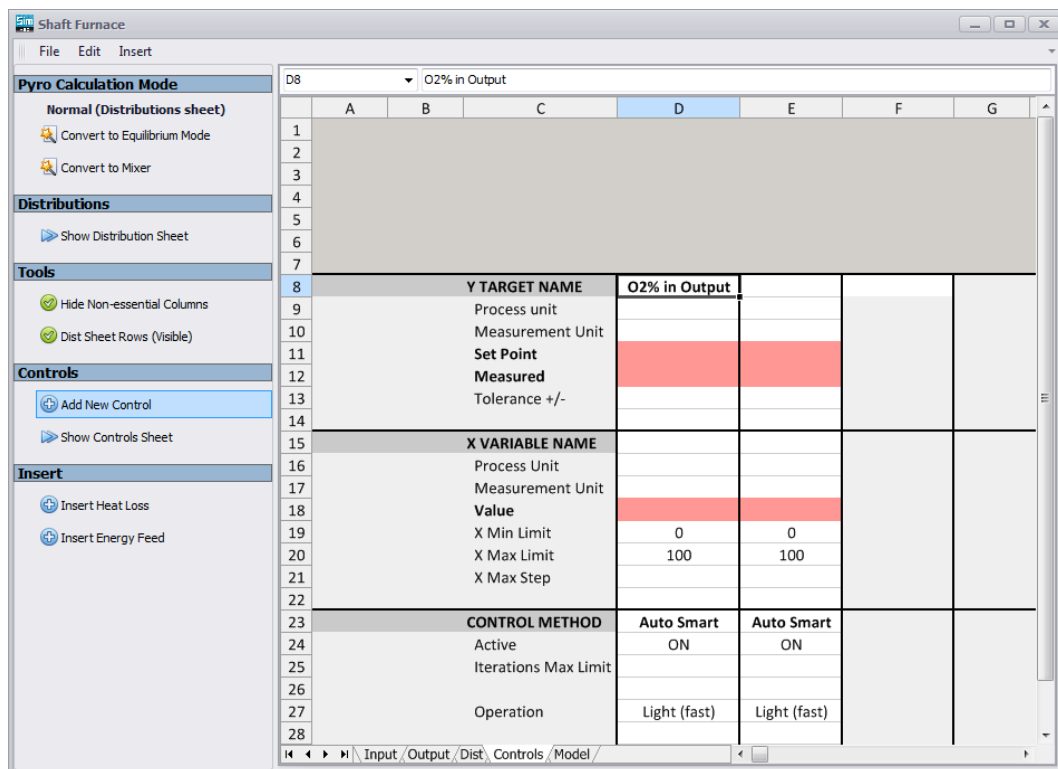 Sim
Shaft Furnace
File Edit Insert
Pyro Calculation Mode
Normal (Distributions sheet)
Convert to Equilibrium Mode
Convert to Mixer
Distributions
Show Distribution Sheet
Tools
Hide Non-essential Columns
Dist Sheet Rows (Visible)
Controls
Add New Control
Show Controls Sheet
Insert
Insert Heat Loss
Insert Energy Feed
D8 O2% in Output
A B C D E F G
1
2
3
4
5
6
7
8 Y TARGET NAME O2% in Output
9 Process unit
10 Measurement Unit
11 Set Point
12 Measured
13 Tolerance +/-
14
15 X VARIABLE NAME
16 Process Unit
17 Measurement Unit
18 Value
19 X Min Limit 0 0
20 X Max Limit 100 100
21 X Max Step
22
23 CONTROL METHOD Auto Smart Auto Smart
24 Active ON ON
25 Iterations Max Limit
26
27 Operation Light (fast) Light (fast)
28
Input Output Dist Controls Model